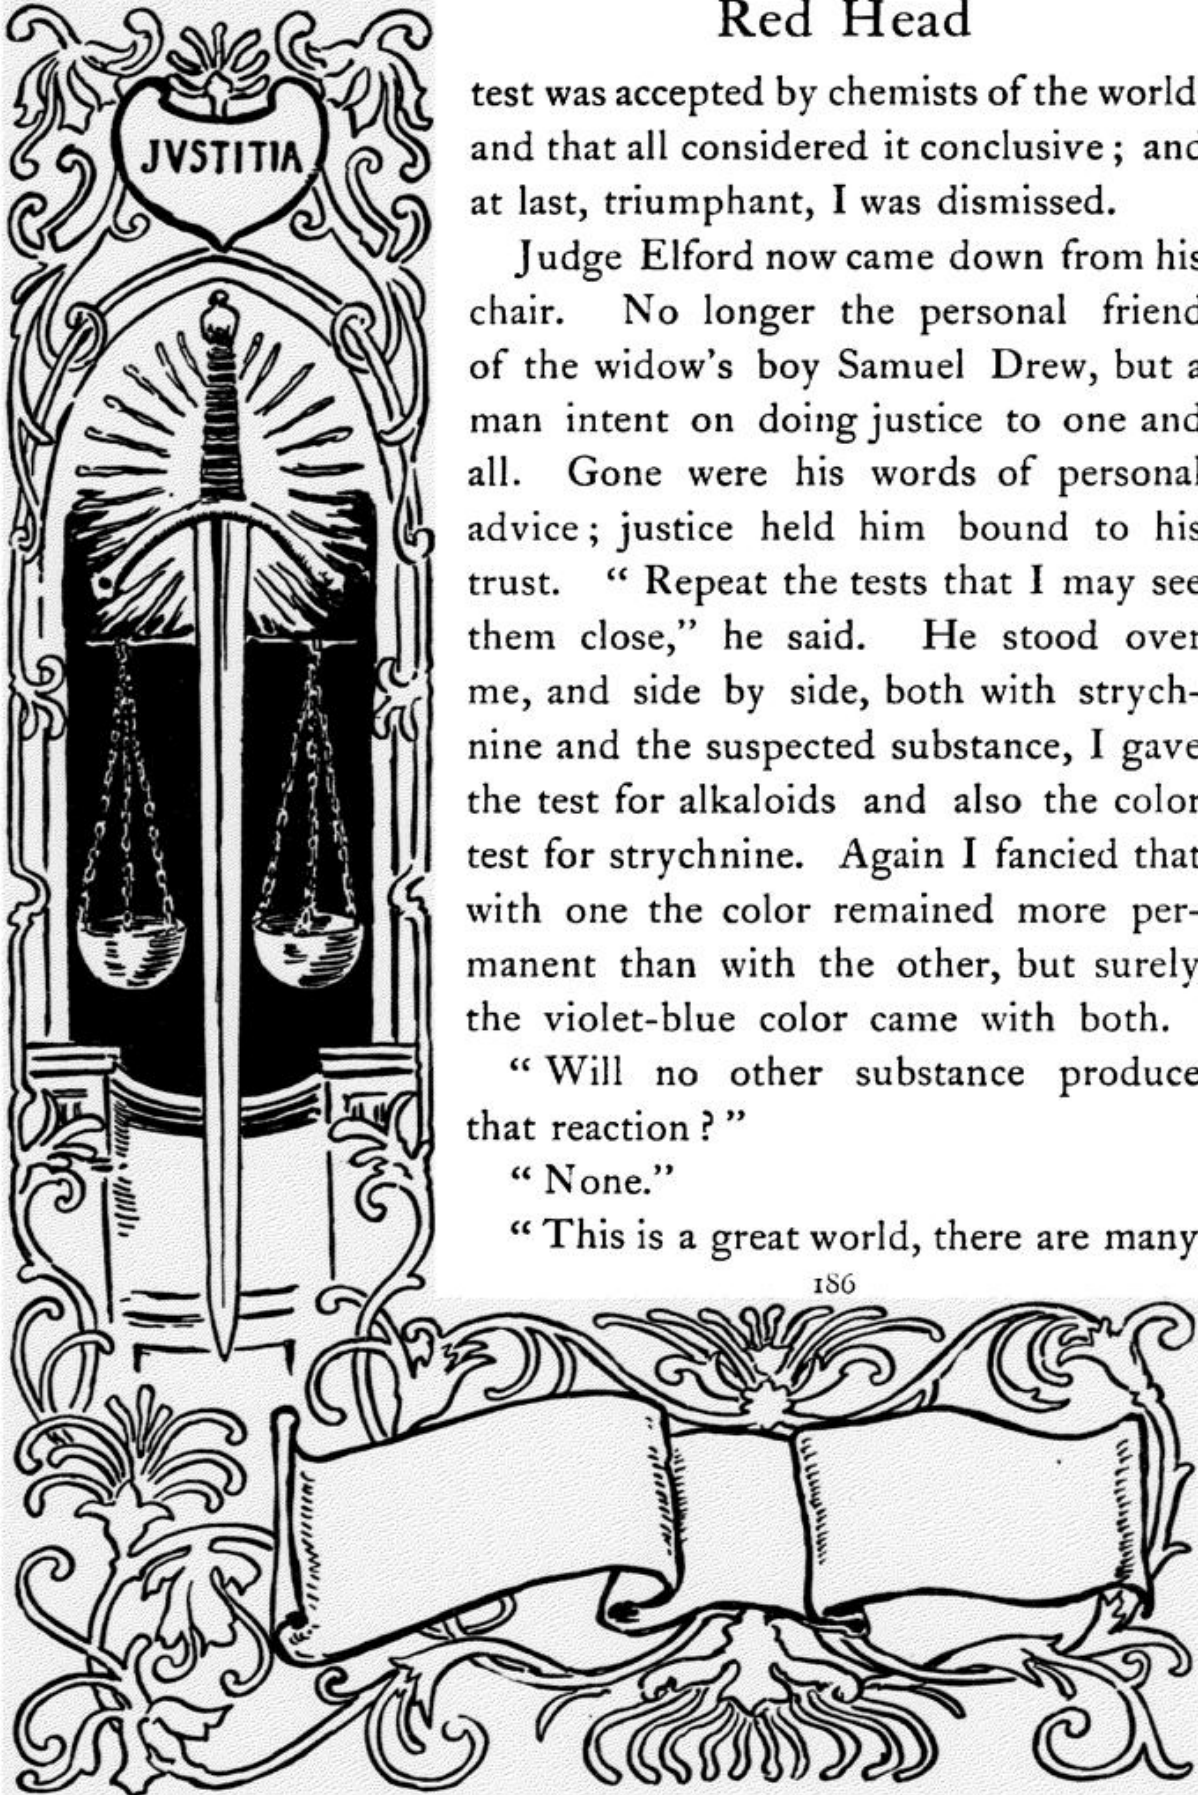 Red Head
JVSTITIA
test was accepted by chemists of the world
and that all considered it conclusive; and
at last, triumphant, I was dismissed.
Judge Elford now came down from his
chair. No longer the personal friend
of the widow's boy Samuel Drew, but a
man intent on doing justice to one and
all. Gone were his words of personal
advice; justice held him bound to his
trust. “Repeat the tests that I may see
them close,” he said. He stood over
me, and side by side, both with strych-
nine and the suspected substance, I gave
the test for alkaloids and also the color
test for strychnine. Again I fancied that
with one the color remained more per-
manent than with the other, but surely
the violet-blue color came with both.
“Will no other substance produce
that reaction?”
“None.”
“This is a great world, there are many
186